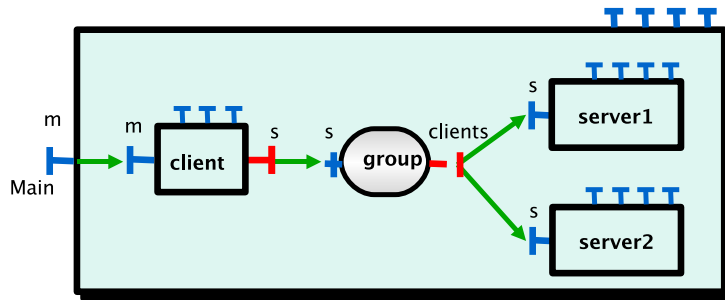 m
Main
m
client
s
s
group
clients
s
server1
s
server2